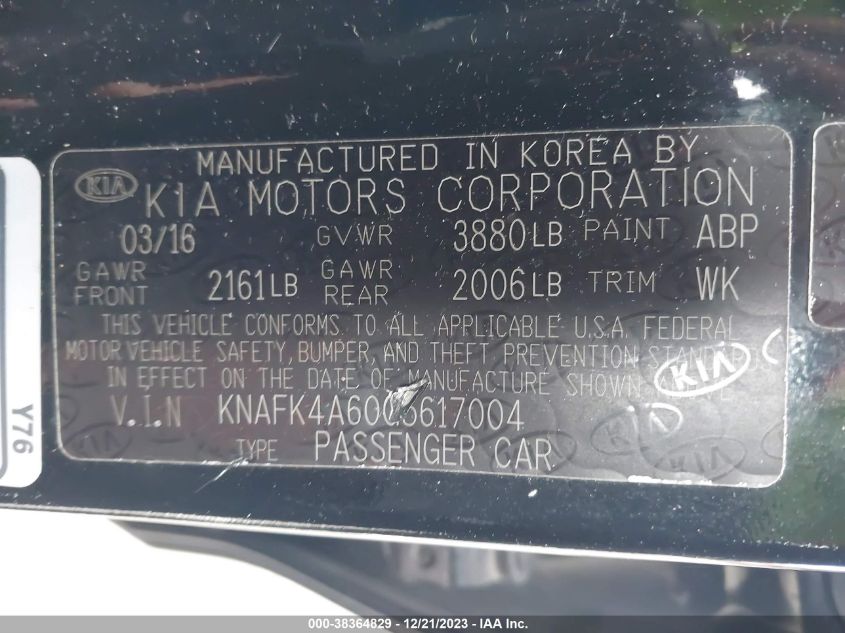 MANUFACTURED IN KOREA BY
KIA
KIA MOTORS CORPORATION
03/16 GVWR 3880LB PAINT ABP
GAWR FRONT 2161LB GAWR REAR 2006LB TRIM WK
THIS VEHICLE CONFORMS TO ALL APPLICABLE U.S.A. FEDERAL
MOTOR VEHICLE SAFETY, BUMPER, AND THEFT PREVENTION
IN EFFECT ON THE DATE OF MANUFACTURE SHOWN
KIA
V.I.N KNAFK4A60G5617004
TYPE PASSENGER CAR
KIA
Y76
000-38364829 - 12/21/2023 - IAA Inc.